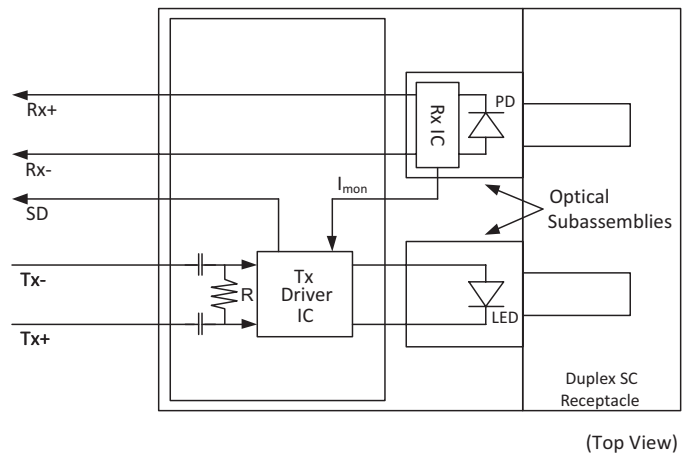 Rx+
Rx IC
PD
Rx-
I_mon
SD
Optical
Subassemblies
Tx-
R
Tx
Driver
IC
LED
Tx+
Duplex SC
Receptacle
(Top View)